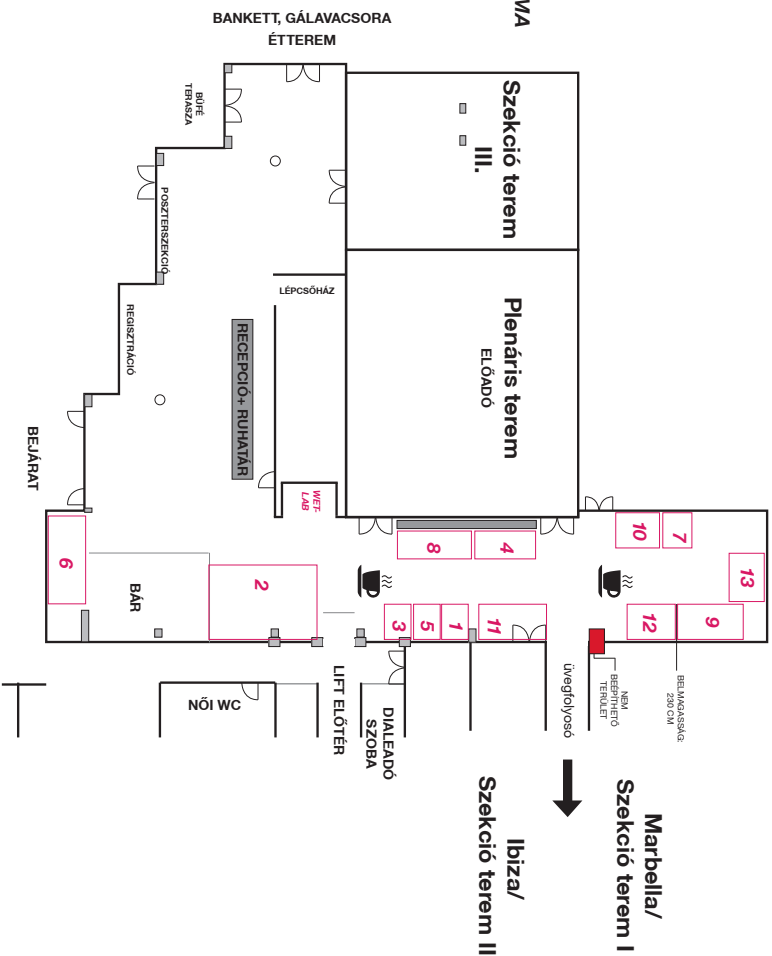 MA
BANKETT, GÁLAVACSORA
ÉTTEREM
BÜFÉ
TERASZA
POSZTERSZEKCIÓ
REGISZTRÁCIÓ
BEJÁRAT
LÉPCSŐHÁZ
RECEPCIÓ+ RUHATÁR
Szekció terem
III.
Plenáris terem
ELŐADÓ
WET-
LAB
6
BÁR
2
8
4
3
5
1
11
10
7
13
12
9
NŐI WC
LIFT ELŐTÉR
DIALEADÓ
SZOBA
üvegfolyosó
NEM
BEÉPÍTHETŐ
TERÜLET
BELMAGASSÁG:
230 CM
Marbella/
Szekció terem I
Ibiza/
Szekció terem II